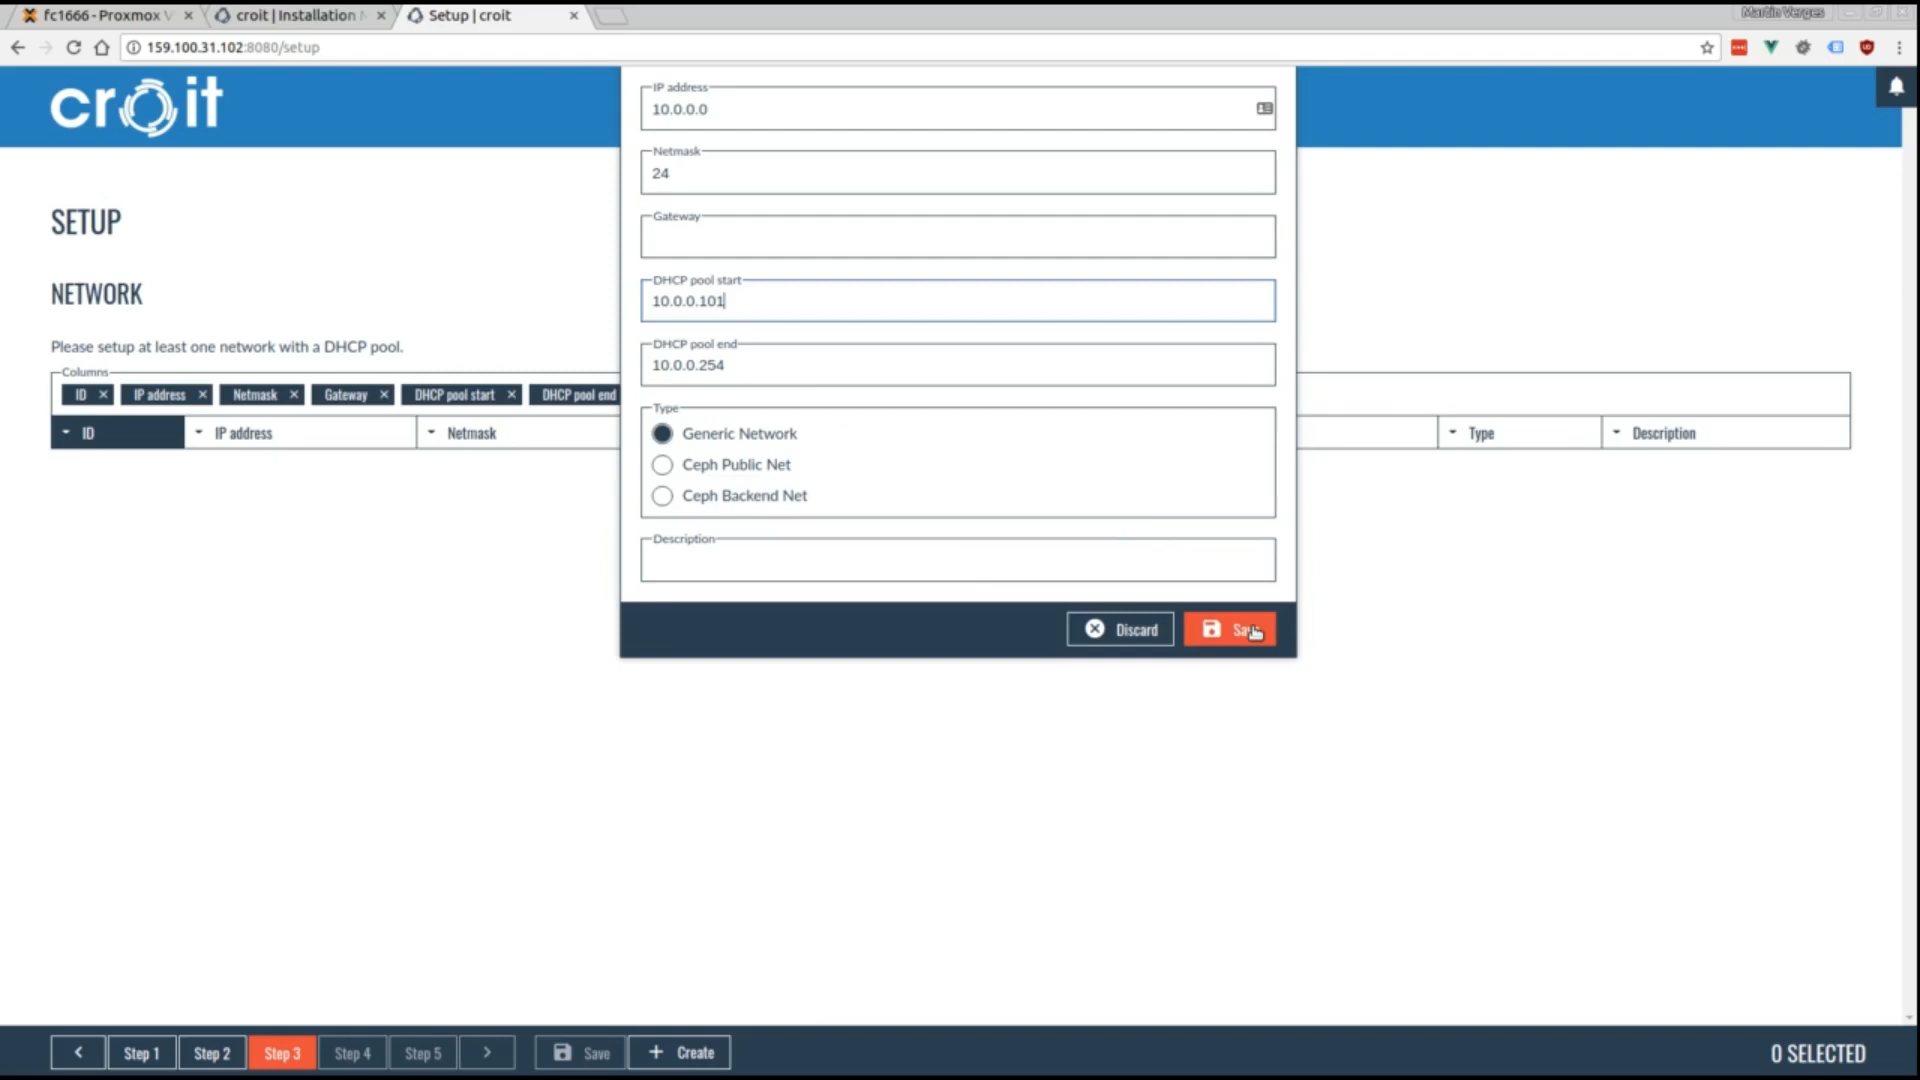 fc1666 - Proxmox V
croit | Installation
Setup | croit
Martin Verges
159.100.31.102:8080/setup
croit
IP address
10.0.0.0
Netmask
24
Gateway
SETUP
DHCP pool start
10.0.0.101
NETWORK
DHCP pool end
10.0.0.254
Please setup at least one network with a DHCP pool.
Columns
ID IP address Netmask Gateway DHCP pool start DHCP pool end
ID IP address Netmask Type Description
Type
Generic Network
Ceph Public Net
Ceph Backend Net
Description
Discard
Step 1 Step 2 Step 3 Step 4 Step 5 Save + Create 0 SELECTED